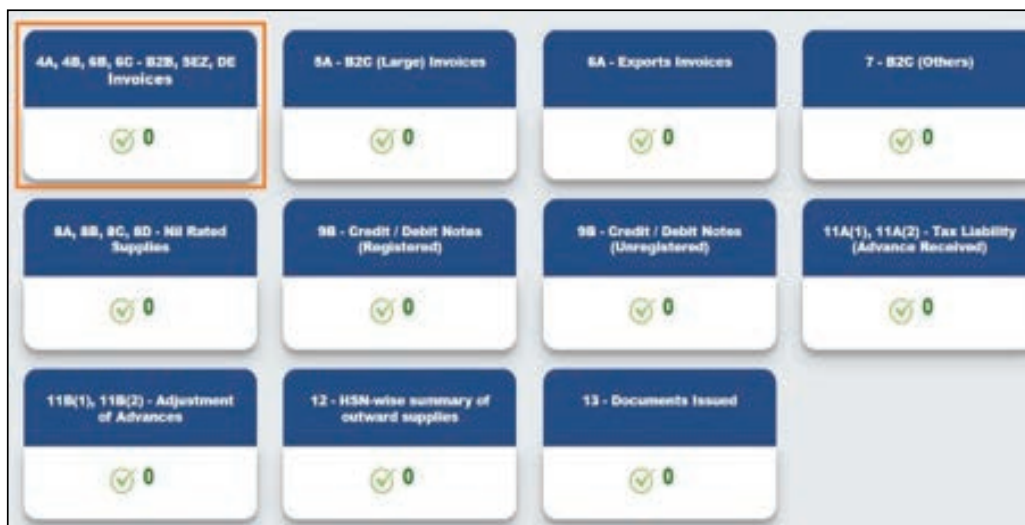 4A, 4B, 6B, 6C - B2B, SEZ, DE
Invoices
0
5A - B2C (Large) Invoices
0
6A - Exports Invoices
0
7 - B2C (Others)
0
8A, 8B, 8C, 8D - Nil Rated
Supplies
0
9B - Credit / Debit Notes
(Registered)
0
9B - Credit / Debit Notes
(Unregistered)
0
11A(1), 11A(2) - Tax Liability
(Advance Received)
0
11B(1), 11B(2) - Adjustment
of Advances
0
12 - HSN-wise summary of
outward supplies
0
13 - Documents Issued
0